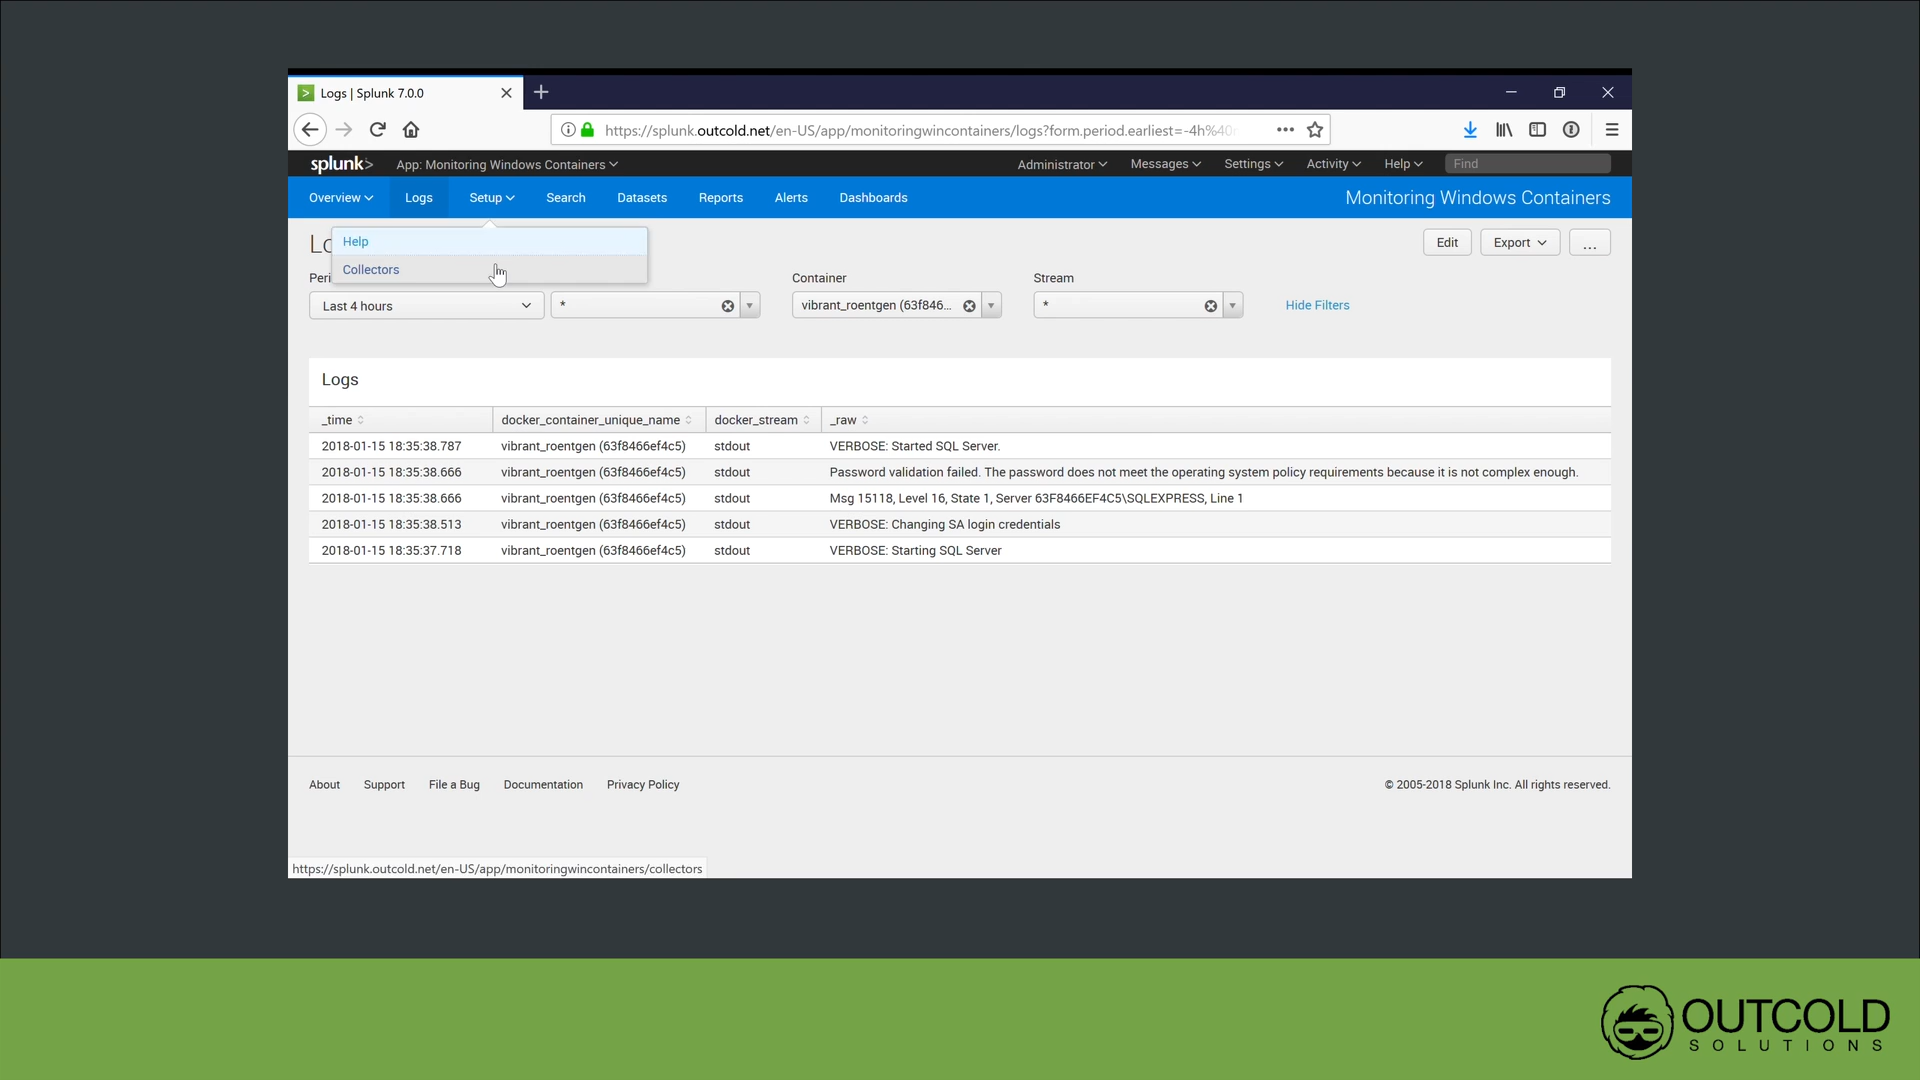 Logs | Splunk 7.0.0
https://splunk.outcold.net/en-US/app/monitoringwincontainers/logs?form.period.earliest=-4h%40
splunk> App: Monitoring Windows Containers Administrator Messages Settings Activity Help Find
Overview Logs Setup Search Datasets Reports Alerts Dashboards Monitoring Windows Containers
Lo Help Edit Export ...
Collectors
Peri Container Stream
Last 4 hours * vibrant_roentgen (63f846... * Hide Filters
Logs
_time docker_container_unique_name docker_stream _raw
2018-01-15 18:35:38.787 vibrant_roentgen (63f8466ef4c5) stdout VERBOSE: Started SQL Server.
2018-01-15 18:35:38.666 vibrant_roentgen (63f8466ef4c5) stdout Password validation failed. The password does not meet the operating system policy requirements because it is not complex enough.
2018-01-15 18:35:38.666 vibrant_roentgen (63f8466ef4c5) stdout Msg 15118, Level 16, State 1, Server 63F8466EF4C5\SQLEXPRESS, Line 1
2018-01-15 18:35:38.513 vibrant_roentgen (63f8466ef4c5) stdout VERBOSE: Changing SA login credentials
2018-01-15 18:35:37.718 vibrant_roentgen (63f8466ef4c5) stdout VERBOSE: Starting SQL Server
About Support File a Bug Documentation Privacy Policy © 2005-2018 Splunk Inc. All rights reserved.
https://splunk.outcold.net/en-US/app/monitoringwincontainers/collectors
OUTCOLD
SOLUTIONS